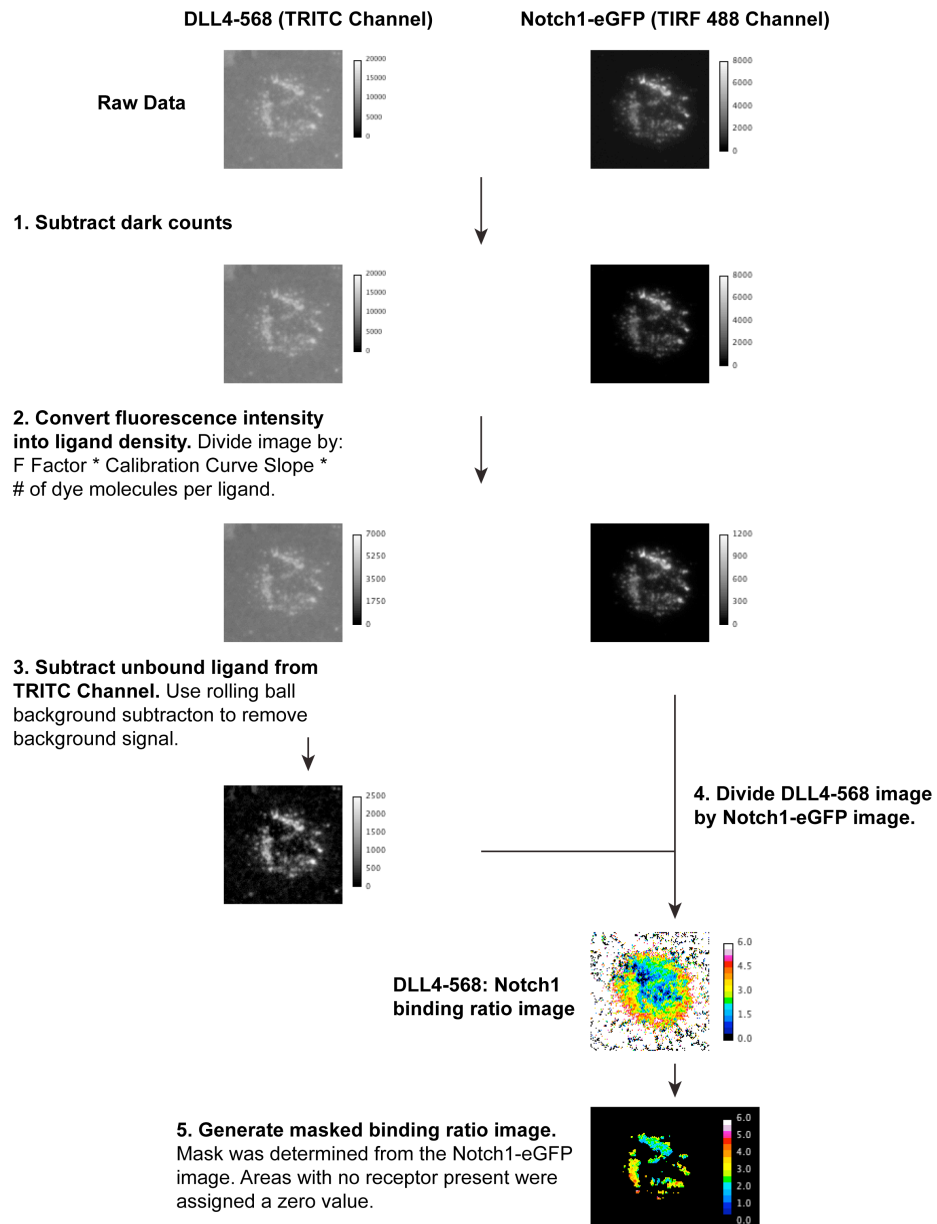 DLL4-568 (TRITC Channel)
Notch1-eGFP (TIRF 488 Channel)
Raw Data
20000
15000
10000
5000
0
8000
6000
4000
2000
0
1. Subtract dark counts
20000
15000
10000
5000
0
8000
6000
4000
2000
0
2. Convert fluorescence intensity
into ligand density. Divide image by:
F Factor * Calibration Curve Slope *
# of dye molecules per ligand.
7000
5250
3500
1750
0
1200
900
600
300
0
3. Subtract unbound ligand from
TRITC Channel. Use rolling ball
background subtracton to remove
background signal.
2500
2000
1500
1000
500
0
4. Divide DLL4-568 image
by Notch1-eGFP image.
DLL4-568: Notch1
binding ratio image
6.0
4.5
3.0
1.5
0.0
5. Generate masked binding ratio image.
Mask was determined from the Notch1-eGFP
image. Areas with no receptor present were
assigned a zero value.
6.0
5.0
4.0
3.0
2.0
1.0
0.0